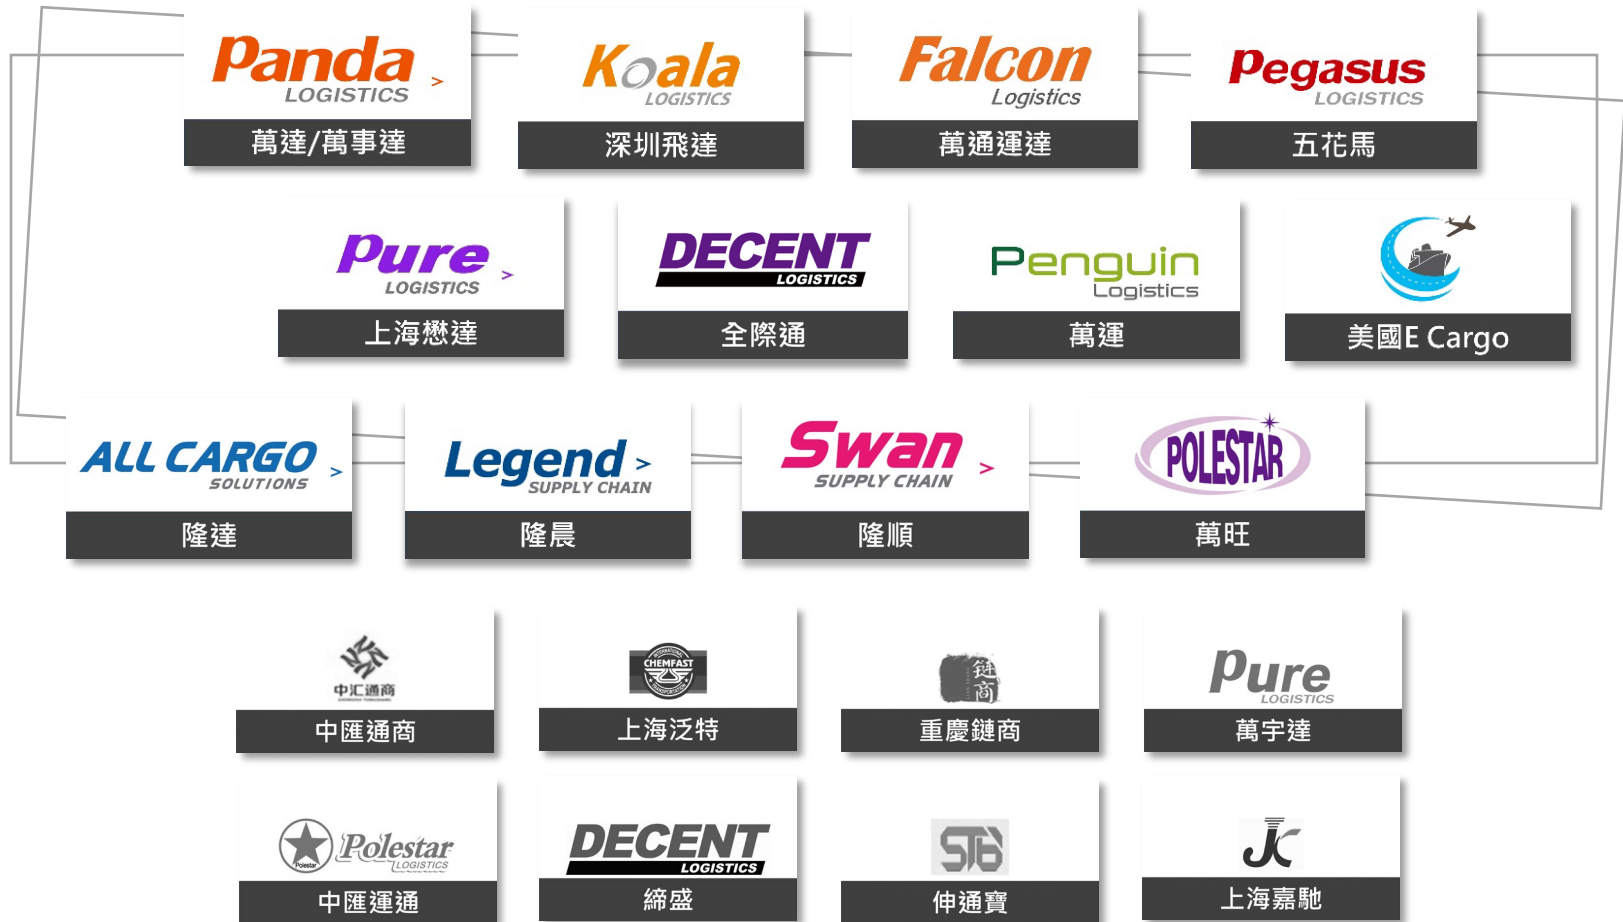 Panda
LOGISTICS
>
萬達/萬事達
Koala
LOGISTICS
深圳飛達
Falcon
Logistics
萬通運達
Pegasus
LOGISTICS
五花馬
Pure
LOGISTICS
>
上海懋達
DECENT
LOGISTICS
全際通
Penguin
Logistics
萬運
美國E Cargo
ALL CARGO
SOLUTIONS
>
隆達
Legend >
SUPPLY CHAIN
隆晨
Swan
SUPPLY CHAIN
>
隆順
POLESTAR
萬旺
中汇通商
中匯通商
INTERNATIONAL
CHEMFAST
TRANSPORTATION
上海泛特
链商
重慶鏈商
Pure
LOGISTICS
萬宇達
Polestar
Polestar
LOGISTICS
中匯運通
DECENT
LOGISTICS
締盛
伸通寶
上海嘉馳